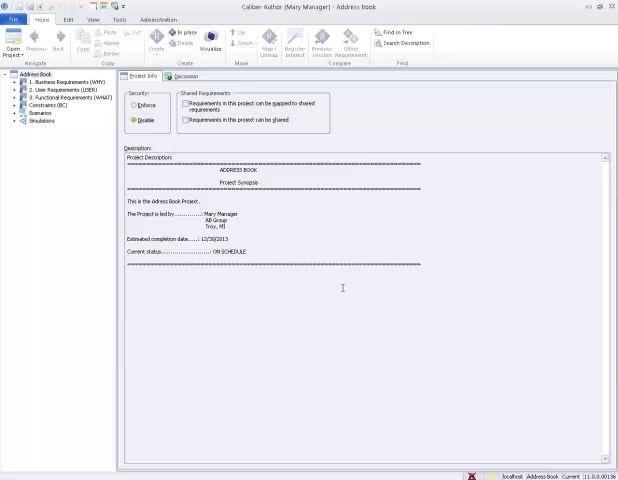 Caliber Author [Mary Manager] - Address Book
File Home Edit View Tools Administration
Open Project Previous Next Copy Paste Cut Above Below Create In place Delete Visualize Up Down Map / Unmap Register Interest Previous Version Other Requirement Find in Tree Search Description
Navigate Copy Create Move Compare Find
Address Book
1. Business Requirements (WHY)
2. User Requirements (USER)
3. Functional Requirements (WHAT)
Constraints (BC)
Scenarios
Simulations
Project Info Discussion
Security:
Enforce
Disable
Shared Requirements
Requirements in this project can be mapped to shared
requirements
Requirements in this project can be shared
Description:
Project Description:
==========================================================================
ADDRESS BOOK
Project Synopsis
==========================================================================
This is the Adress Book Project.
The Project is led by..............: Mary Manager
AB Group
Troy, MI
Estimated completion date.....: 12/30/2013
Current status.........................: ON SCHEDULE
==========================================================================
localhost Address Book Current 11.0.0.00136